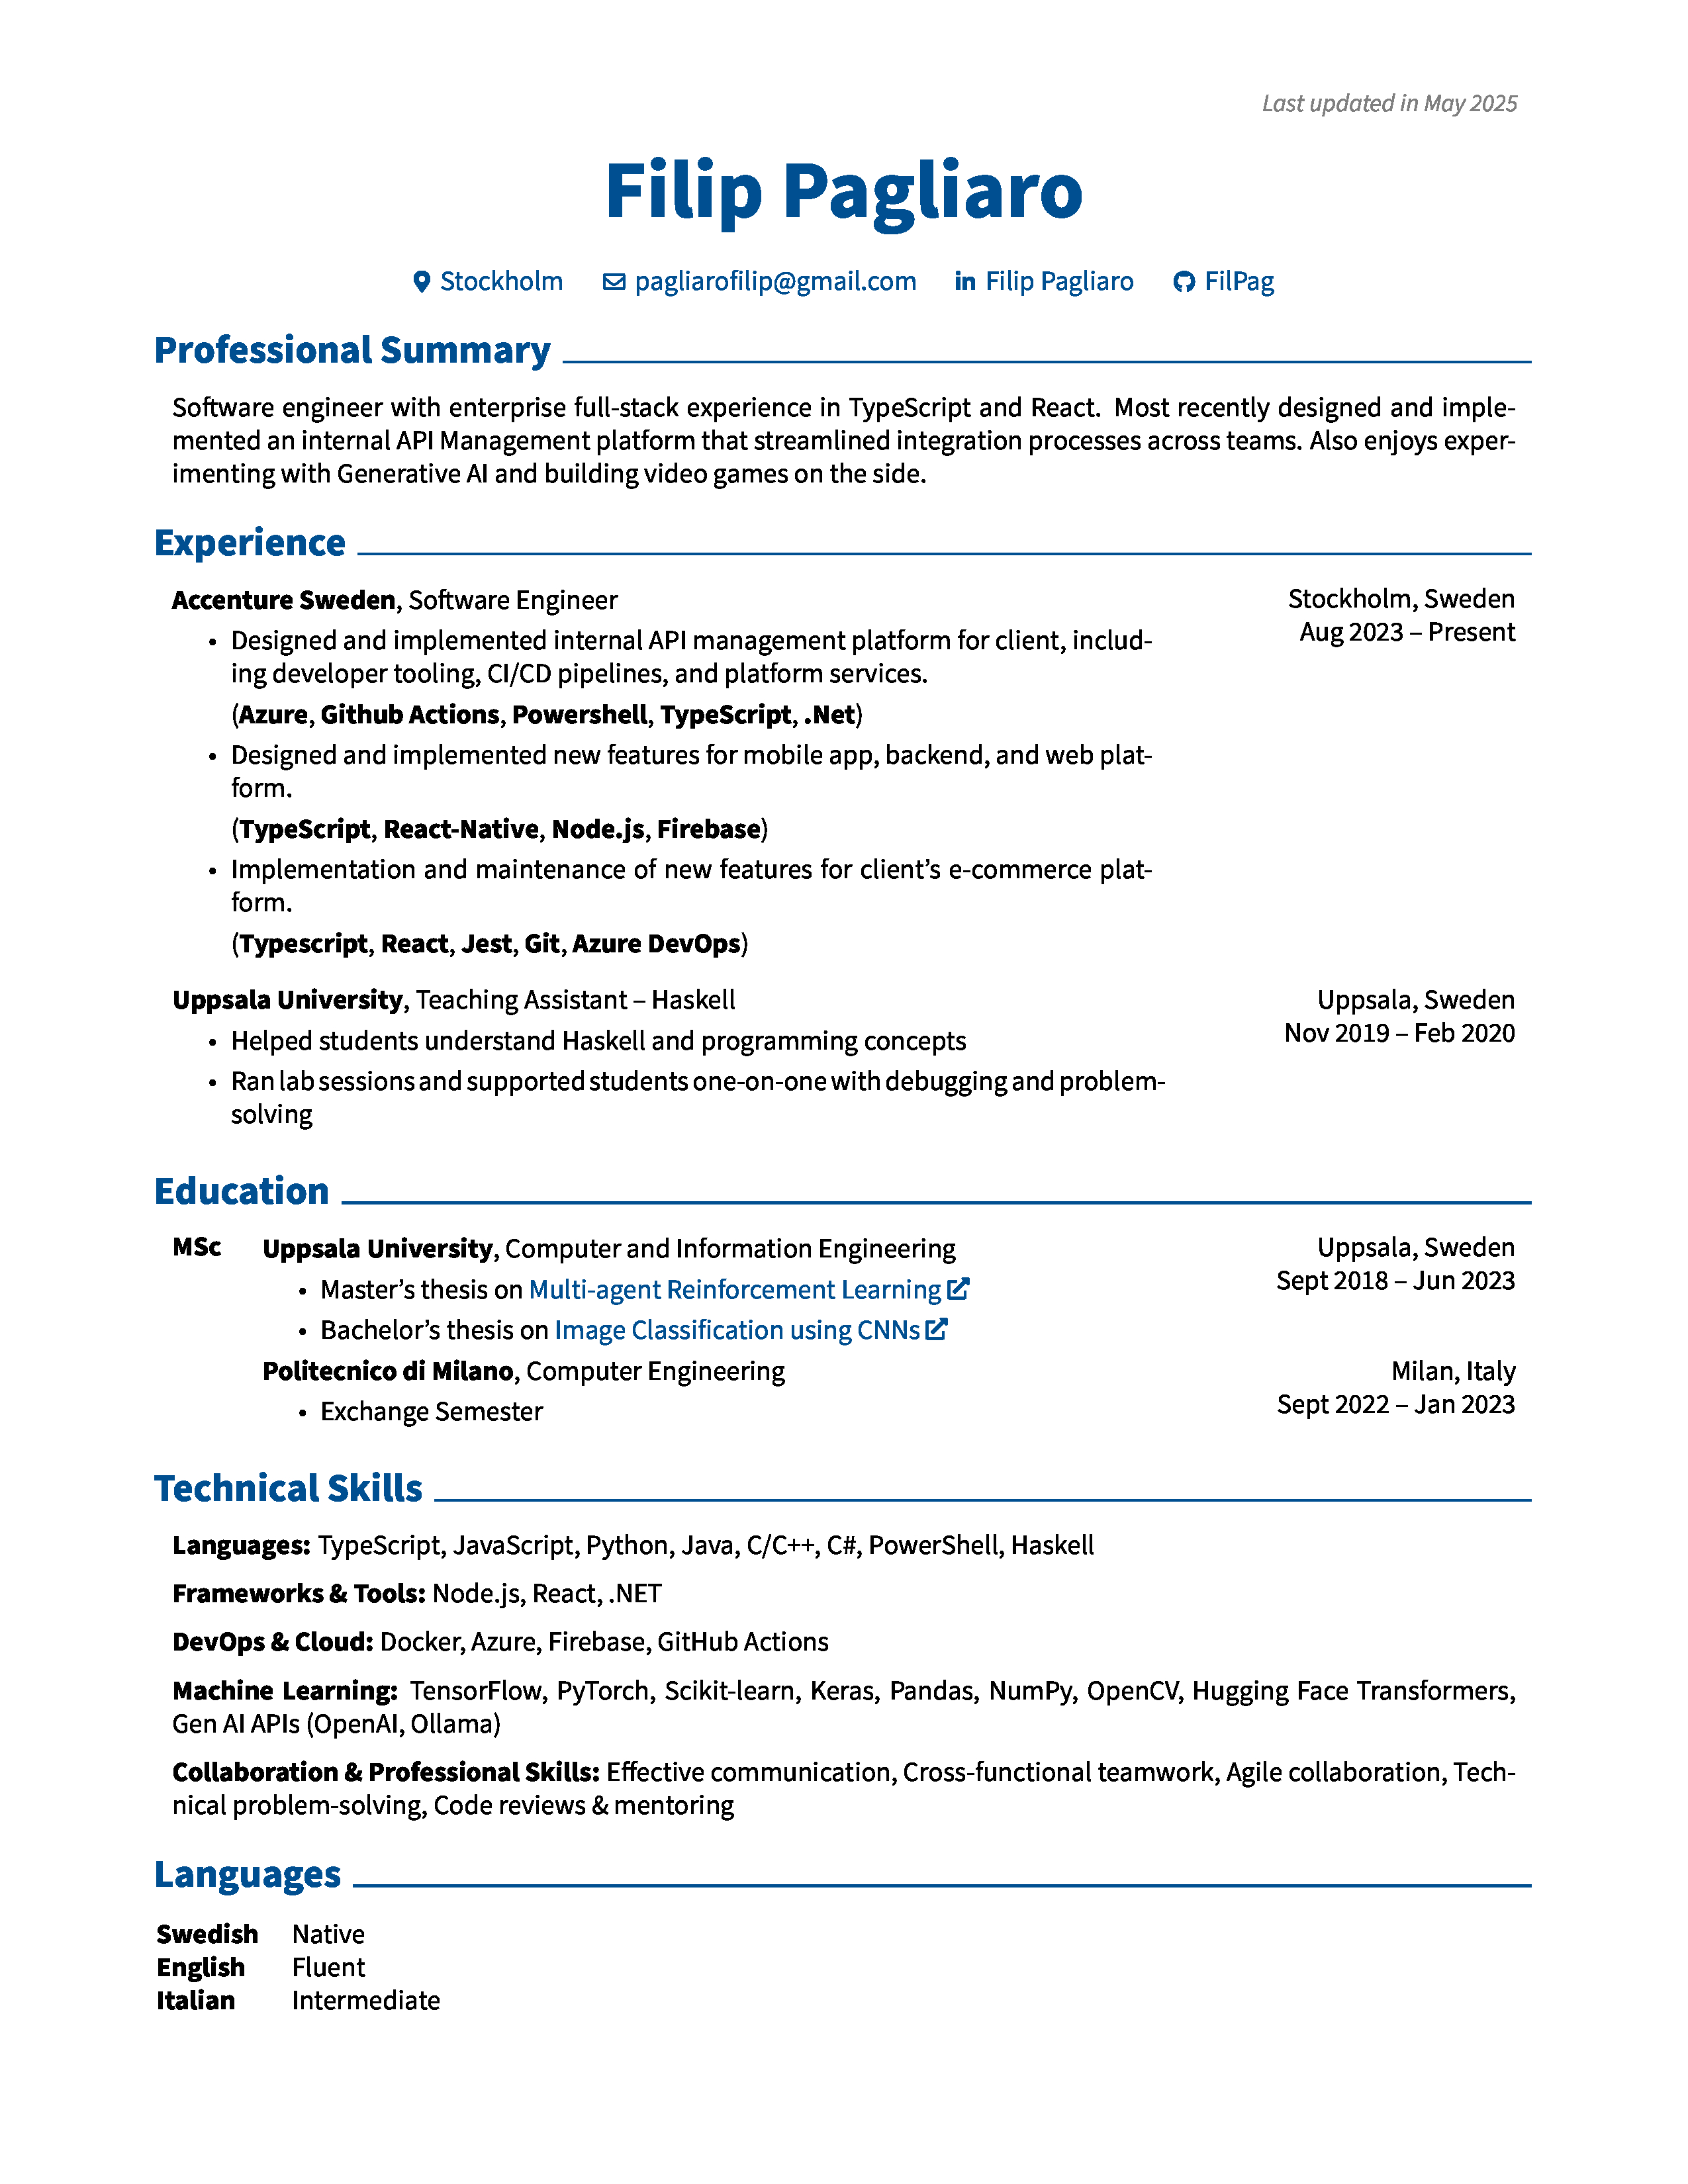 Last updated in May 2025
Filip Pagliaro
Stockholm pagliarofilip@gmail.com in Filip Pagliaro FilPag
Professional Summary
Software engineer with enterprise full-stack experience in TypeScript and React. Most recently designed and imple-
mented an internal API Management platform that streamlined integration processes across teams. Also enjoys exper-
imenting with Generative AI and building video games on the side.
Experience
Accenture Sweden, Software Engineer
Stockholm, Sweden
Aug 2023 – Present
• Designed and implemented internal API management platform for client, includ-
ing developer tooling, CI/CD pipelines, and platform services.
(Azure, Github Actions, Powershell, TypeScript, .Net)
• Designed and implemented new features for mobile app, backend, and web plat-
form.
(TypeScript, React-Native, Node.js, Firebase)
• Implementation and maintenance of new features for client’s e-commerce plat-
form.
(Typescript, React, Jest, Git, Azure DevOps)
Uppsala University, Teaching Assistant – Haskell
Uppsala, Sweden
Nov 2019 – Feb 2020
• Helped students understand Haskell and programming concepts
• Ran lab sessions and supported students one-on-one with debugging and problem-
solving
Education
MSc Uppsala University, Computer and Information Engineering
Uppsala, Sweden
Sept 2018 – Jun 2023
• Master’s thesis on Multi-agent Reinforcement Learning
• Bachelor’s thesis on Image Classification using CNNs
Politecnico di Milano, Computer Engineering
Milan, Italy
Sept 2022 – Jan 2023
• Exchange Semester
Technical Skills
Languages: TypeScript, JavaScript, Python, Java, C/C++, C#, PowerShell, Haskell
Frameworks & Tools: Node.js, React, .NET
DevOps & Cloud: Docker, Azure, Firebase, GitHub Actions
Machine Learning: TensorFlow, PyTorch, Scikit-learn, Keras, Pandas, NumPy, OpenCV, Hugging Face Transformers,
Gen AI APIs (OpenAI, Ollama)
Collaboration & Professional Skills: Effective communication, Cross-functional teamwork, Agile collaboration, Tech-
nical problem-solving, Code reviews & mentoring
Languages
Swedish Native
English Fluent
Italian Intermediate